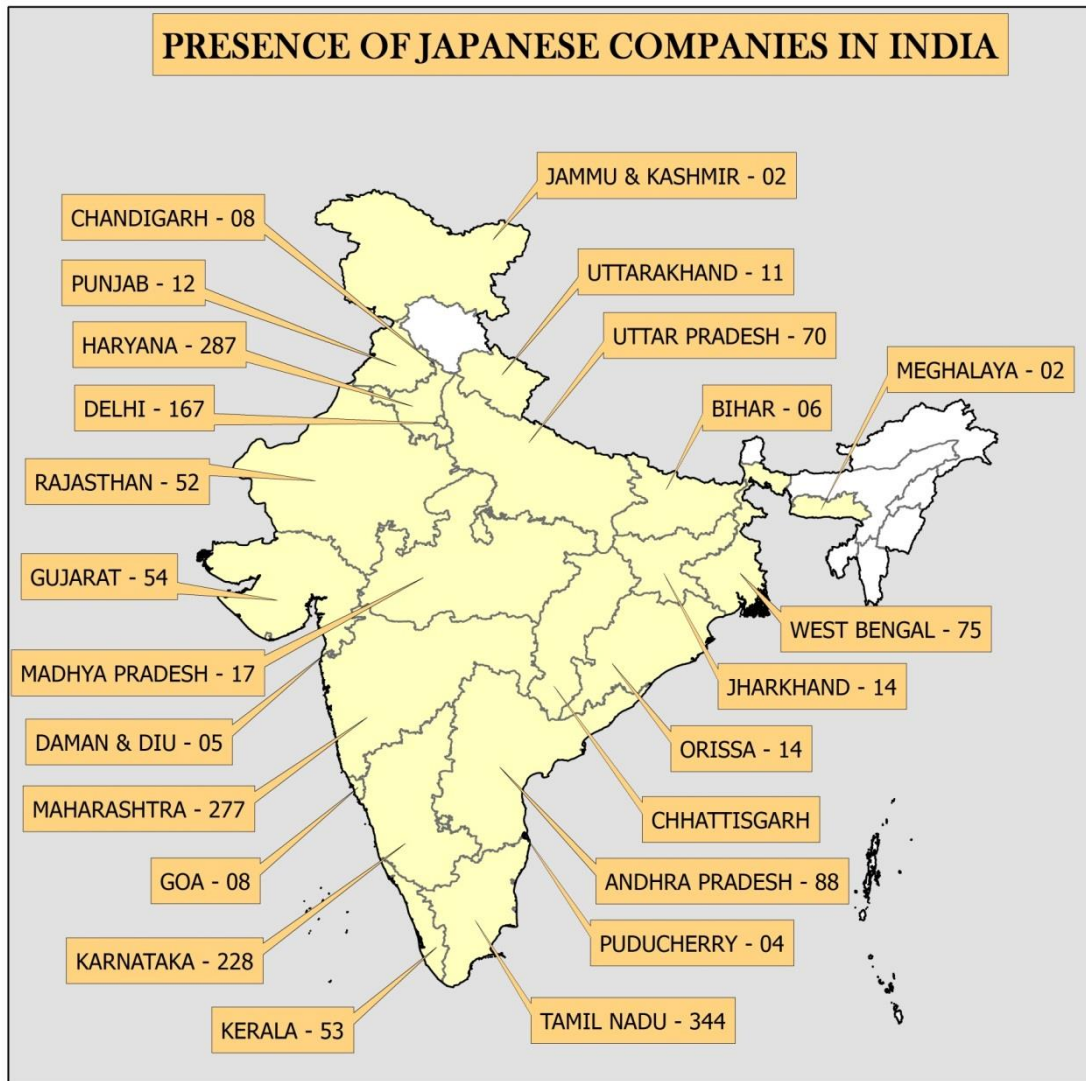 PRESENCE OF JAPANESE COMPANIES IN INDIA
JAMMU & KASHMIR - 02
CHANDIGARH - 08
UTTARAKHAND - 11
PUNJAB - 12
UTTAR PRADESH - 70
HARYANA - 287
MEGHALAYA - 02
DELHI - 167
BIHAR - 06
RAJASTHAN - 52
GUJARAT - 54
WEST BENGAL - 75
MADHYA PRADESH - 17
JHARKHAND - 14
DAMAN & DIU - 05
ORISSA - 14
MAHARASHTRA - 277
CHHATTISGARH
GOA - 08
ANDHRA PRADESH - 88
PUDUCHERRY - 04
KARNATAKA - 228
TAMIL NADU - 344
KERALA - 53